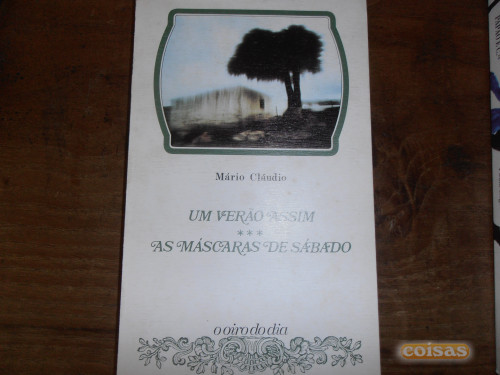 Mário Cláudio
UM VERÃO ASSIM
***
AS MÁSCARAS DE SÁBADO
o oiro do dia
coisas